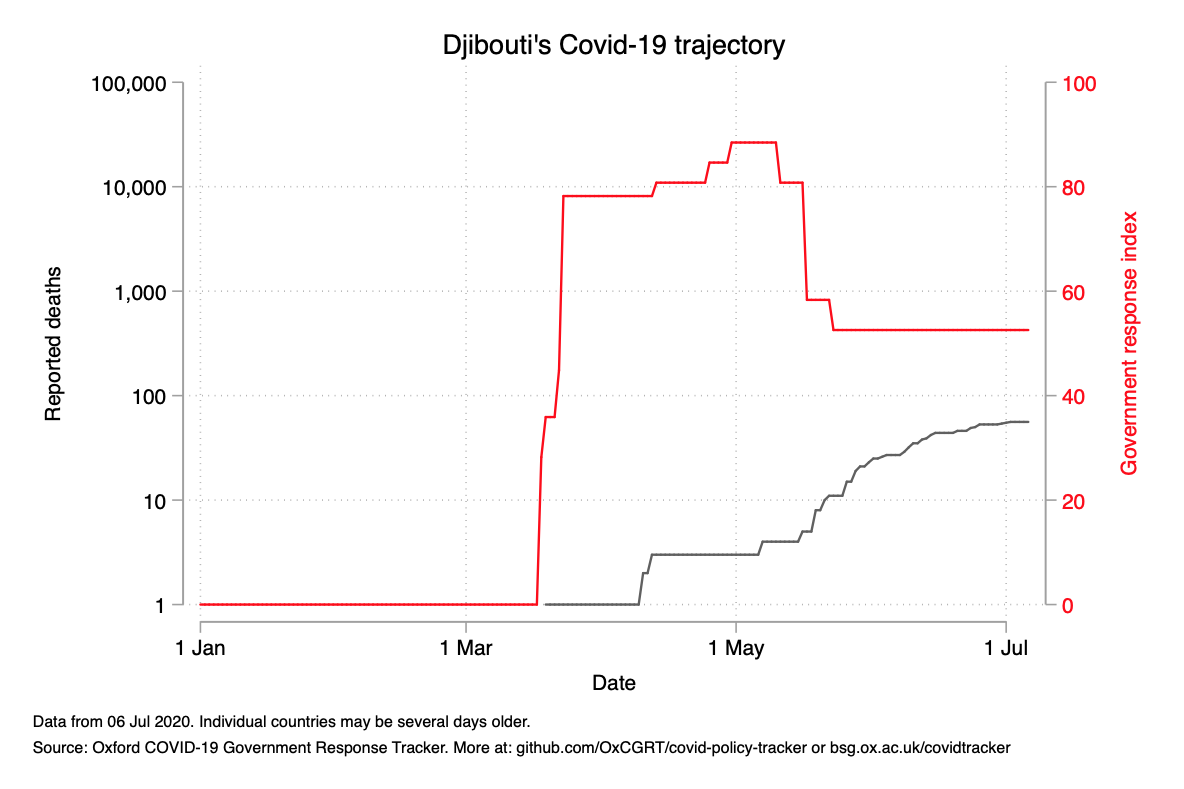 Djibouti's Covid-19 trajectory
100,000
10,000
1,000
100
10
1
Reported deaths
100
80
60
40
20
0
Government response index
1 Jan
1 Mar
1 May
1 Jul
Date
Data from 06 Jul 2020. Individual countries may be several days older.
Source: Oxford COVID-19 Government Response Tracker. More at: github.com/OxCGRT/covid-policy-tracker or bsg.ox.ac.uk/covidtracker